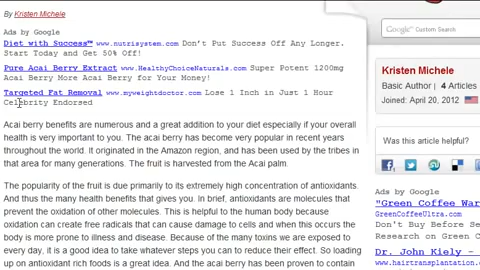 By Kristen Michele
Ads by Google
Diet with Success™ www.nutrisystem.com Don't Put Success Off Any Longer.
Start Today and Get 50% Off!
Pure Acai Berry Extract www.HealthyChoiceNaturals.com Super Potent 1200mg
Acai Berry More Acai Berry for Your Money!
Targeted Fat Removal www.myweightdoctor.com Lose 1 Inch in Just 1 Hour
Celebrity Endorsed
Acai berry benefits are numerous and a great addition to your diet especially if your overall
health is very important to you. The acai berry has become very popular in recent years
throughout the world. It originated in the Amazon region, and has been used by the tribes in
that area for many generations. The fruit is harvested from the Acai palm.
The popularity of the fruit is due primarily to its extremely high concentration of antioxidants.
And thus the many health benefits that gives you. In brief, antioxidants are molecules that
prevent the oxidation of other molecules. This is helpful to the human body because
oxidation can create free radicals that can cause damage to cells and when this occurs the
body is more prone to illness and disease. Because of the many toxins we are exposed to
every day, it is a good idea to take whatever steps you can to reduce their effect. So loading
up on antioxidant rich foods is a great idea. And the acai berry has been proven to contain
Google™ Custom Search
Kristen Michele
Basic Author | 4 Articles
Joined: April 20, 2012
Was this article helpful?
Ads by Google
"Green Coffee War
GreenCoffeeUltra.com
Don't Buy Before Se
Research on Green C
Dr. John Kiely -
www.hairtransplantation